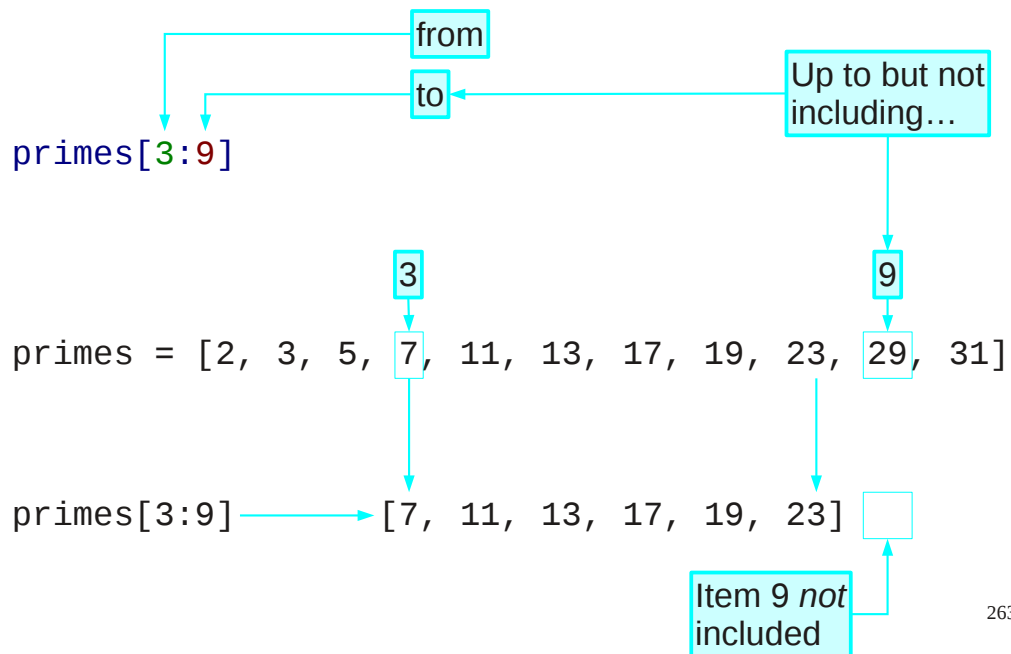 from
to
Up to but not
including…
primes[3:9]
3
9
primes = [2, 3, 5, 7, 11, 13, 17, 19, 23, 29, 31]
primes[3:9]
[7, 11, 13, 17, 19, 23]
Item 9 not
included
263